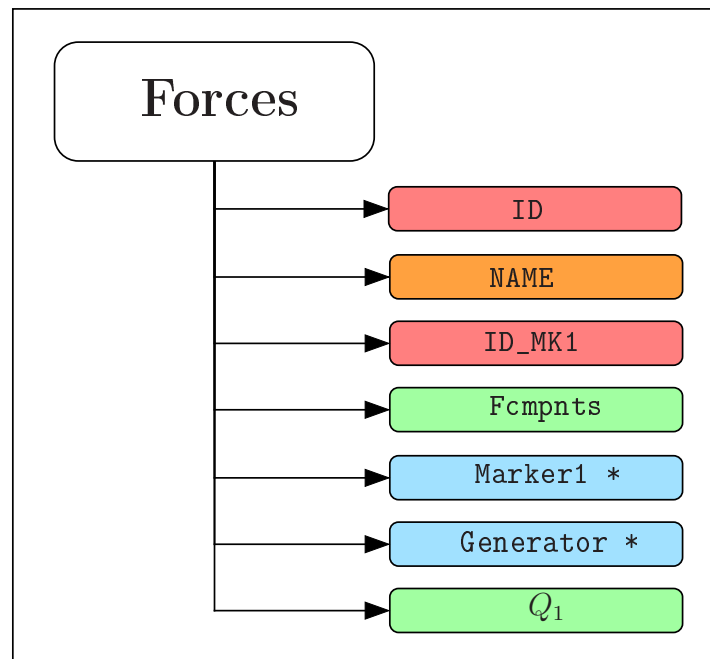 Forces
ID
NAME
ID_MK1
Fcmpnts
Marker1 *
Generator *
Q₁